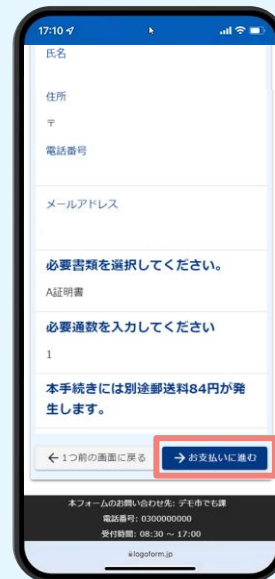 17:10
氏名
住所
〒
電話番号
メールアドレス
必要書類を選択してください。
A証明書
必要通数を入力してください
1
本手続きには別途郵送料84円が発
生します。
←1つ前の画面に戻る
→お支払いに進む
本フォームのお問い合わせ先: デモ市でも課
電話番号: 0300000000
受付時間: 08:30 ～ 17:00
logoform.jp